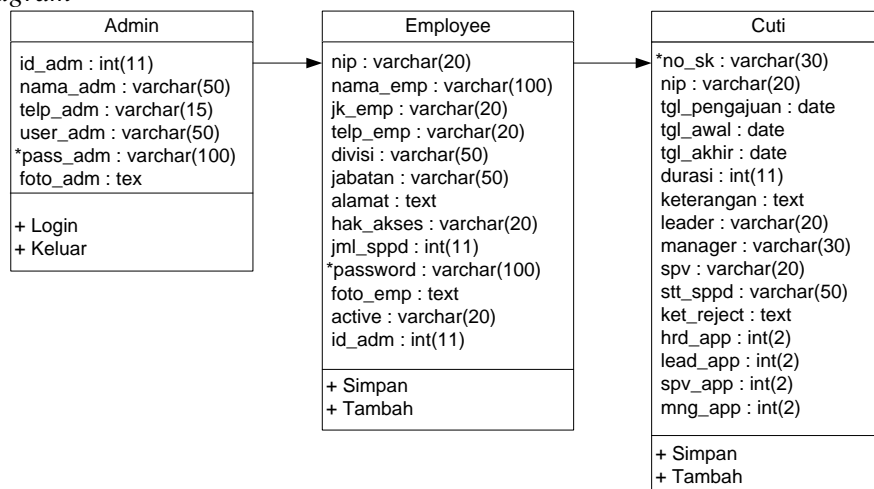 Admin
id_adm : int(11)
nama_adm : varchar(50)
telp_adm : varchar(15)
user_adm : varchar(50)
*pass_adm : varchar(100)
foto_adm : tex
+ Login
+ Keluar
Employee
nip : varchar(20)
nama_emp : varchar(100)
jk_emp : varchar(20)
telp_emp : varchar(20)
divisi : varchar(50)
jabatan : varchar(50)
alamat : text
hak_akses : varchar(20)
jml_sppd : int(11)
*password : varchar(100)
foto_emp : text
active : varchar(20)
id_adm : int(11)
+ Simpan
+ Tambah
Cuti
*no_sk : varchar(30)
nip : varchar(20)
tgl_pengajuan : date
tgl_awal : date
tgl_akhir : date
durasi : int(11)
keterangan : text
leader : varchar(20)
manager : varchar(30)
spv : varchar(20)
stt_sppd : varchar(50)
ket_reject : text
hrd_app : int(2)
lead_app : int(2)
spv_app : int(2)
mng_app : int(2)
+ Simpan
+ Tambah